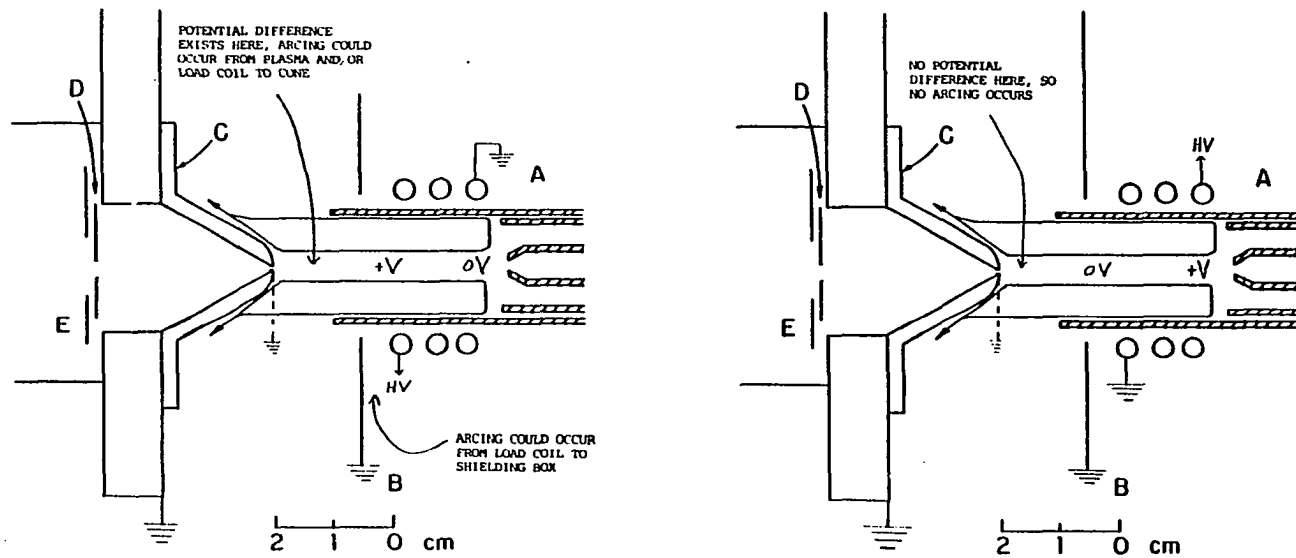 POTENTIAL DIFFERENCE
EXISTS HERE, ARCING COULD
OCCUR FROM PLASMA AND/OR
LOAD COIL TO CONE
D
C
A
+V
OV
E
HV
ARCING COULD OCCUR
FROM LOAD COIL TO
SHIELDING BOX
B
2 1 0 cm
NO POTENTIAL
DIFFERENCE HERE, SO
NO ARCING OCCURS
D
C
HV
A
OV
+V
E
B
2 1 0 cm